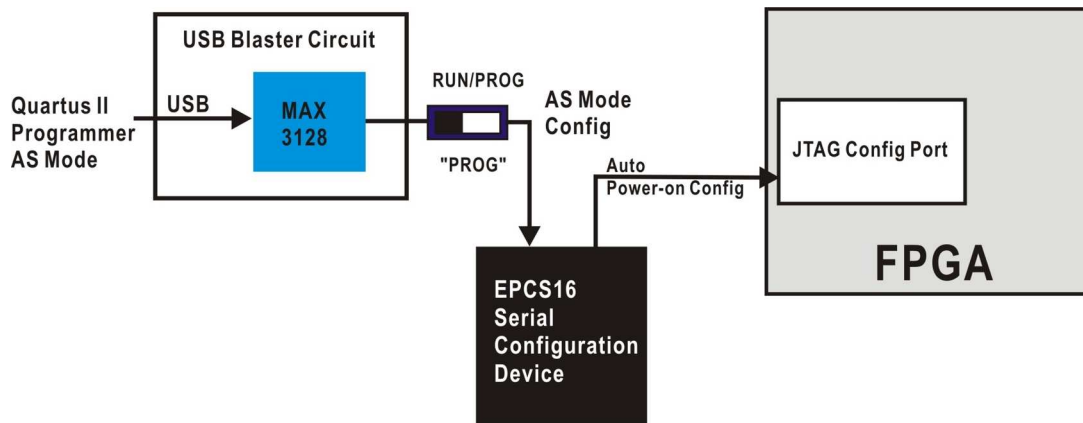 USB Blaster Circuit
Quartus II
Programmer
AS Mode
USB
MAX
3128
RUN/PROG
"PROG"
AS Mode
Config
Auto
Power-on Config
JTAG Config Port
FPGA
EPCS16
Serial
Configuration
Device